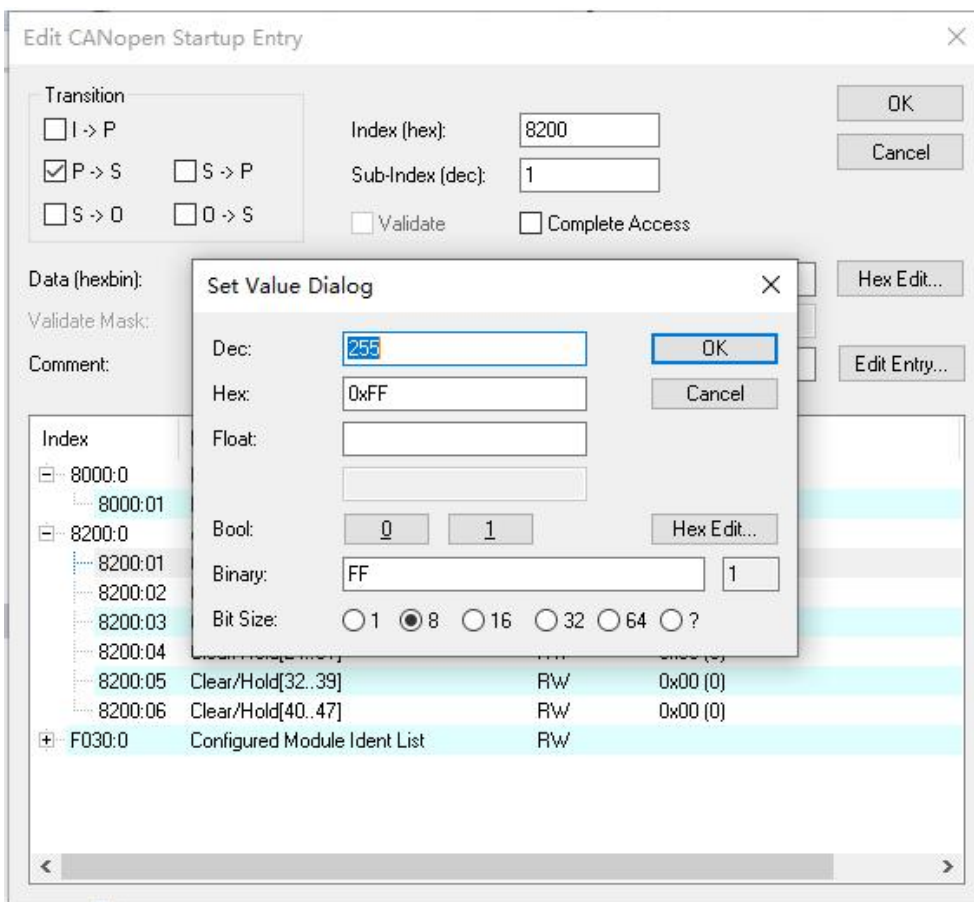 Edit CANopen Startup Entry
Transition
I -> P
P -> S
S -> P
S -> O
O -> S
Index (hex):
8200
Sub-Index (dec):
1
Validate
Complete Access
OK
Cancel
Data (hexbin):
Hex Edit...
Validate Mask:
Comment:
Edit Entry...
Set Value Dialog
Dec:
255
OK
Hex:
0xFF
Cancel
Float:
Bool:
0
1
Hex Edit...
Binary:
FF
1
Bit Size:
1
8
16
32
64
?
Index
8000:0
8000:01
8200:0
8200:01
8200:02
8200:03
8200:04
8200:05 Clear/Hold[32..39] RW 0x00 (0)
8200:06 Clear/Hold[40..47] RW 0x00 (0)
F030:0 Configured Module Ident List RW